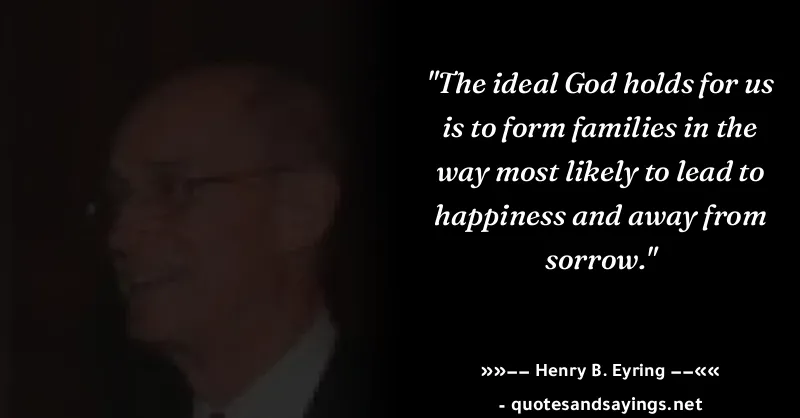 "The ideal God holds for us
is to form families in the
way most likely to lead to
happiness and away from
sorrow."
»»—— Henry B. Eyring ——««
- quotesandsayings.net